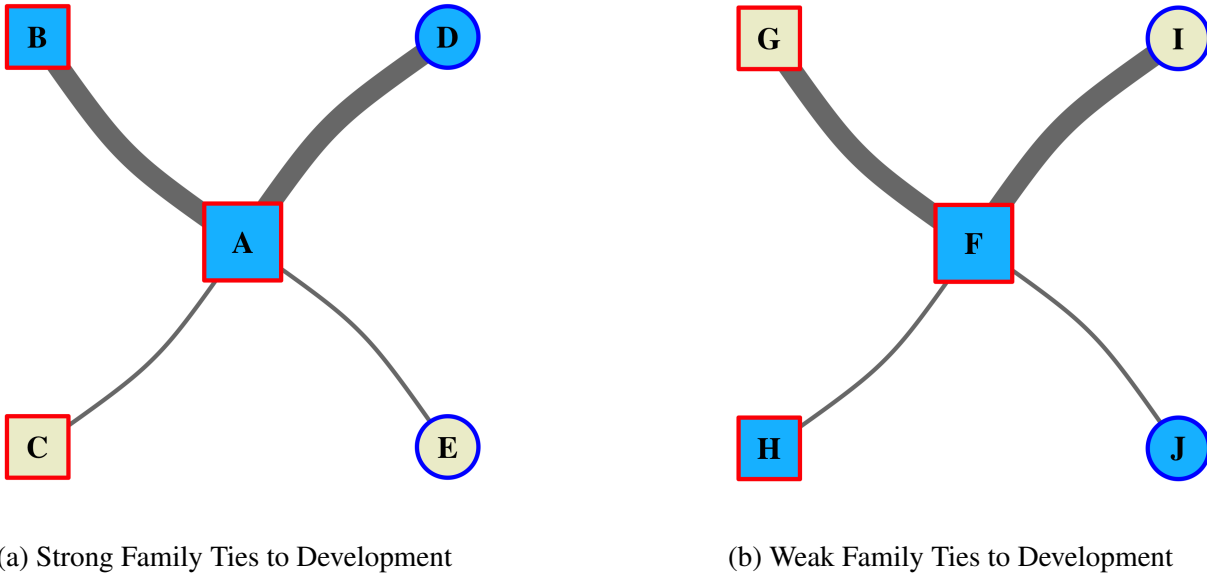 B
D
G
I
A
F
C
E
H
J
(a) Strong Family Ties to Development
(b) Weak Family Ties to Development